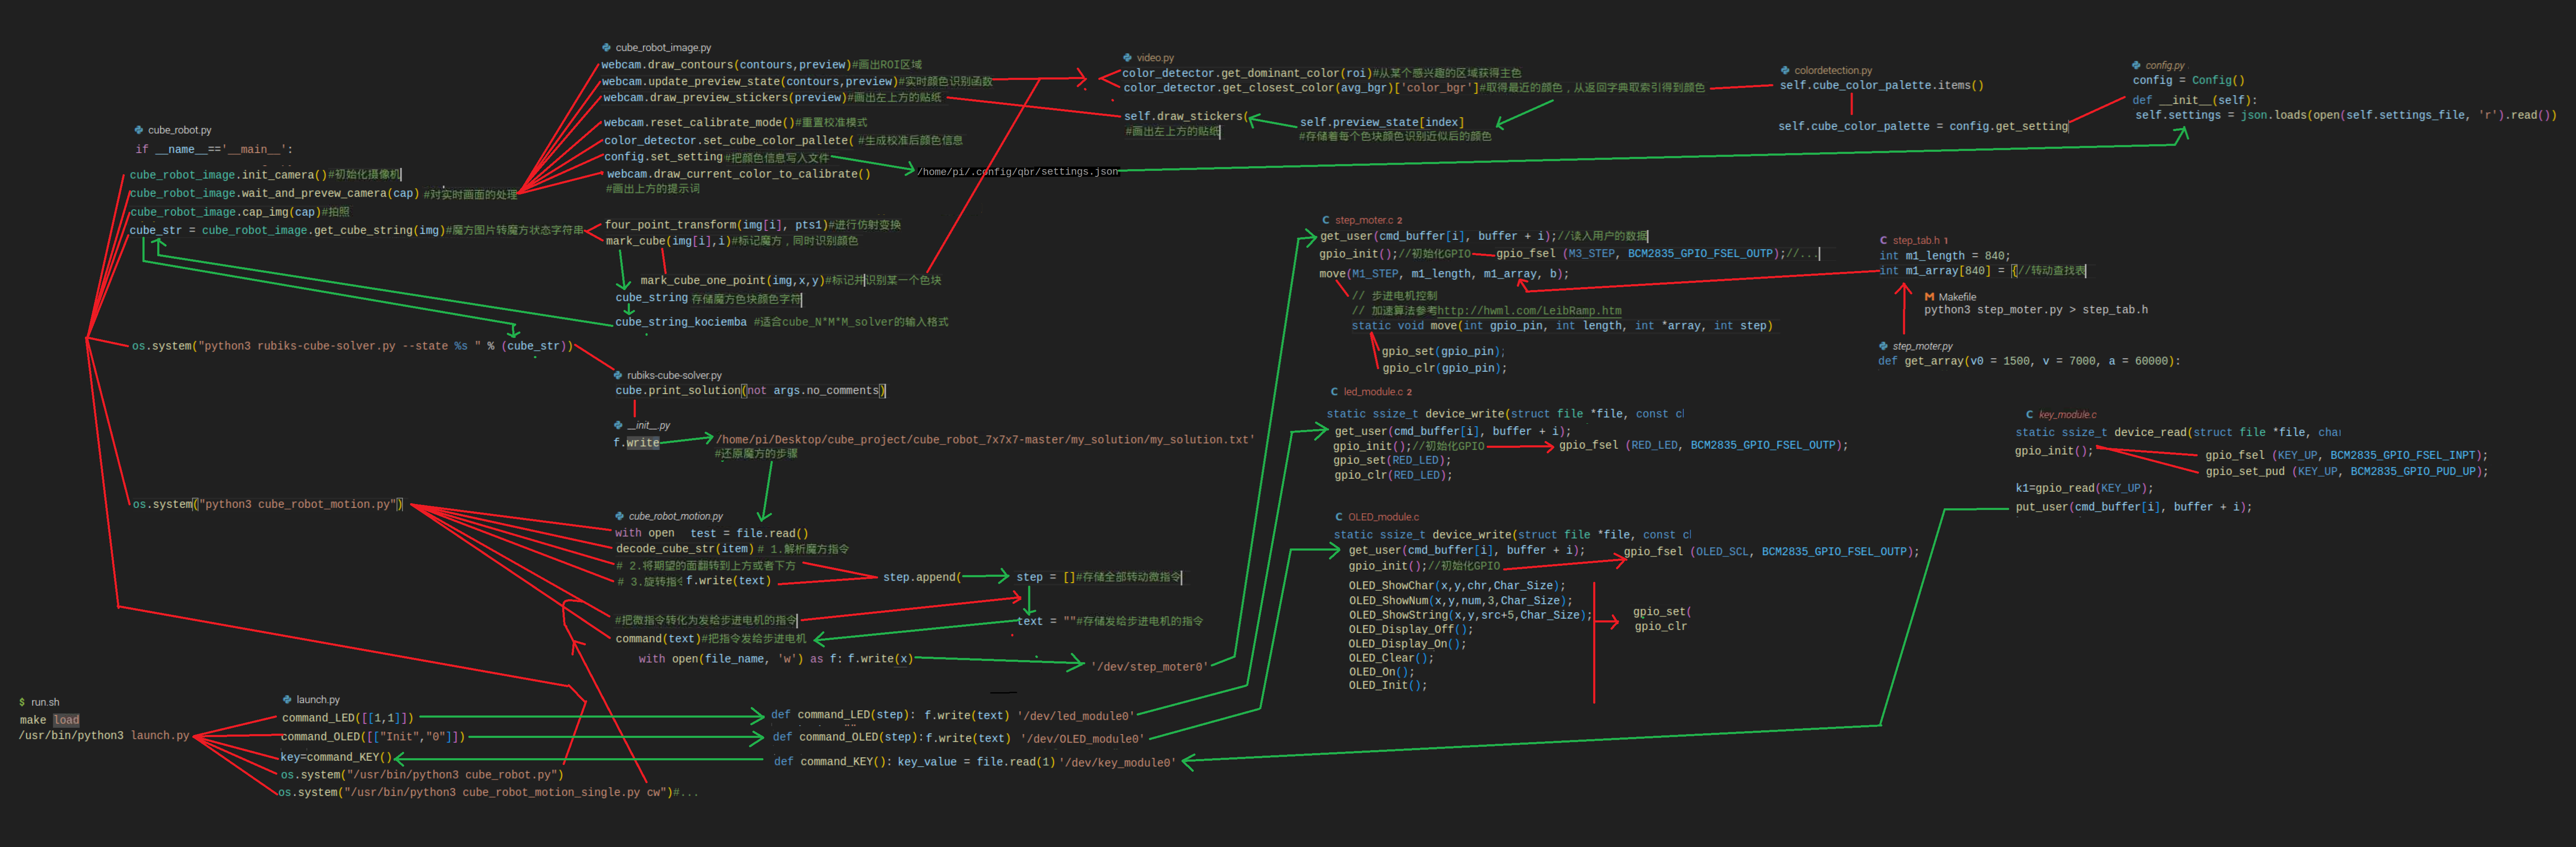 cube_robot_image.py
webcam.draw_contours(contours,preview)#画出ROI区域
webcam.update_preview_state(contours,preview)#实时颜色识别函数
webcam.draw_preview_stickers(preview)#画出左上方的贴纸
webcam.reset_calibrate_mode()#重置校准模式
color_detector.set_cube_color_pallete( #生成校准后颜色信息
config.set_setting #把颜色信息写入文件
webcam.draw_current_color_to_calibrate()
#画出上方的提示词
/home/pi/.config/qbr/settings.json
video.py
color_detector.get_dominant_color(roi)#从某个感兴趣的区域获得主色
color_detector.get_closest_color(avg_bgr)['color_bgr']#取得最近的颜色，从返回字典取索引得到颜色
self.draw_stickers(
#画出左上方的贴纸
self.preview_state[index]
#存储着每个色块颜色识别近似后的颜色
colordetection.py
self.cube_color_palette.items()
self.cube_color_palette = config.get_setting
config.py
config = Config()
def __init__(self):
self.settings = json.loads(open(self.settings_file, 'r').read())
cube_robot.py
if __name__=='__main__':
cube_robot_image.init_camera()#初始化摄像机
cube_robot_image.wait_and_prevew_camera(cap) #对实时画面的处理
cube_robot_image.cap_img(cap)#拍照
cube_str = cube_robot_image.get_cube_string(img)#魔方图片转魔方状态字符串
four_point_transform(img[i], pts1)#进行仿射变换
mark_cube(img[i],i)#标记魔方，同时识别颜色
mark_cube_one_point(img,x,y)#标记并识别某一个色块
cube_string 存储魔方色块颜色字符
cube_string_kociemba #适合cube_N*M*M_solver的输入格式
os.system("python3 rubiks-cube-solver.py --state %s " % (cube_str))
rubiks-cube-solver.py
cube.print_solution(not args.no_comments)
__init__.py
f.write
/home/pi/Desktop/cube_project/cube_robot_7x7x7-master/my_solution/my_solution.txt'
#还原魔方的步骤
os.system("python3 cube_robot_motion.py")
cube_robot_motion.py
with open test = file.read()
decode_cube_str(item) # 1.解析魔方指令
# 2.将期望的面翻转到上方或者下方
# 3.旋转指令 f.write(text)
step.append(
step = []#存储全部转动微指令
#把微指令转化为发给步进电机的指令
text = ""#存储发给步进电机的指令
command(text)#把指令发给步进电机
with open(file_name, 'w') as f: f.write(x)
'/dev/step_moter0'
step_moter.c 2
get_user(cmd_buffer[i], buffer + i);//读入用户的数据
gpio_init();//初始化GPIO
gpio_fsel (M3_STEP, BCM2835_GPIO_FSEL_OUTP);//...
move(M1_STEP, m1_length, m1_array, b);
// 步进电机控制
// 加速算法参考http://hwml.com/LeibRamp.htm
static void move(int gpio_pin, int length, int *array, int step)
gpio_set(gpio_pin);
gpio_clr(gpio_pin);
step_tab.h 1
int m1_length = 840;
int m1_array[840] = {//转动查找表
Makefile
python3 step_moter.py > step_tab.h
step_moter.py
def get_array(v0 = 1500, v = 7000, a = 60000):
led_module.c 2
static ssize_t device_write(struct file *file, const c
get_user(cmd_buffer[i], buffer + i);
gpio_init();//初始化GPIO
gpio_fsel (RED_LED, BCM2835_GPIO_FSEL_OUTP);
gpio_set(RED_LED);
gpio_clr(RED_LED);
OLED_module.c
static ssize_t device_write(struct file *file, const c
get_user(cmd_buffer[i], buffer + i);
gpio_init();//初始化GPIO
gpio_fsel (OLED_SCL, BCM2835_GPIO_FSEL_OUTP);
OLED_ShowChar(x,y,chr,Char_Size);
OLED_ShowNum(x,y,num,3,Char_Size);
OLED_ShowString(x,y,src+5,Char_Size);
OLED_Display_Off();
OLED_Display_On();
OLED_Clear();
OLED_On();
OLED_Init();
gpio_set(
gpio_clr
key_module.c
static ssize_t device_read(struct file *file, cha
gpio_init();
gpio_fsel (KEY_UP, BCM2835_GPIO_FSEL_INPT);
gpio_set_pud (KEY_UP, BCM2835_GPIO_PUD_UP);
k1=gpio_read(KEY_UP);
put_user(cmd_buffer[i], buffer + i);
$ run.sh
make load
/usr/bin/python3 launch.py
launch.py
command_LED([[1,1]])
command_OLED([["Init","0"]])
key=command_KEY()
os.system("/usr/bin/python3 cube_robot.py")
os.system("/usr/bin/python3 cube_robot_motion_single.py cw")#...
def command_LED(step): f.write(text) '/dev/led_module0'
def command_OLED(step):f.write(text) '/dev/OLED_module0'
def command_KEY(): key_value = file.read(1) '/dev/key_module0'